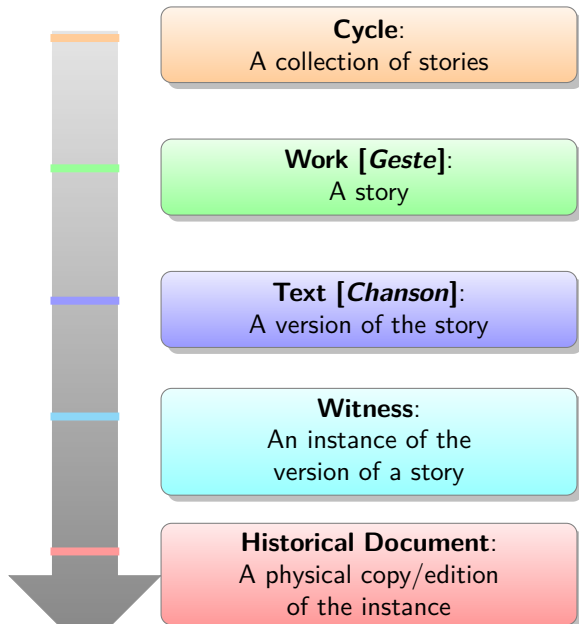 Cycle:
A collection of stories
Work [Geste]:
A story
Text [Chanson]:
A version of the story
Witness:
An instance of the
version of a story
Historical Document:
A physical copy/edition
of the instance